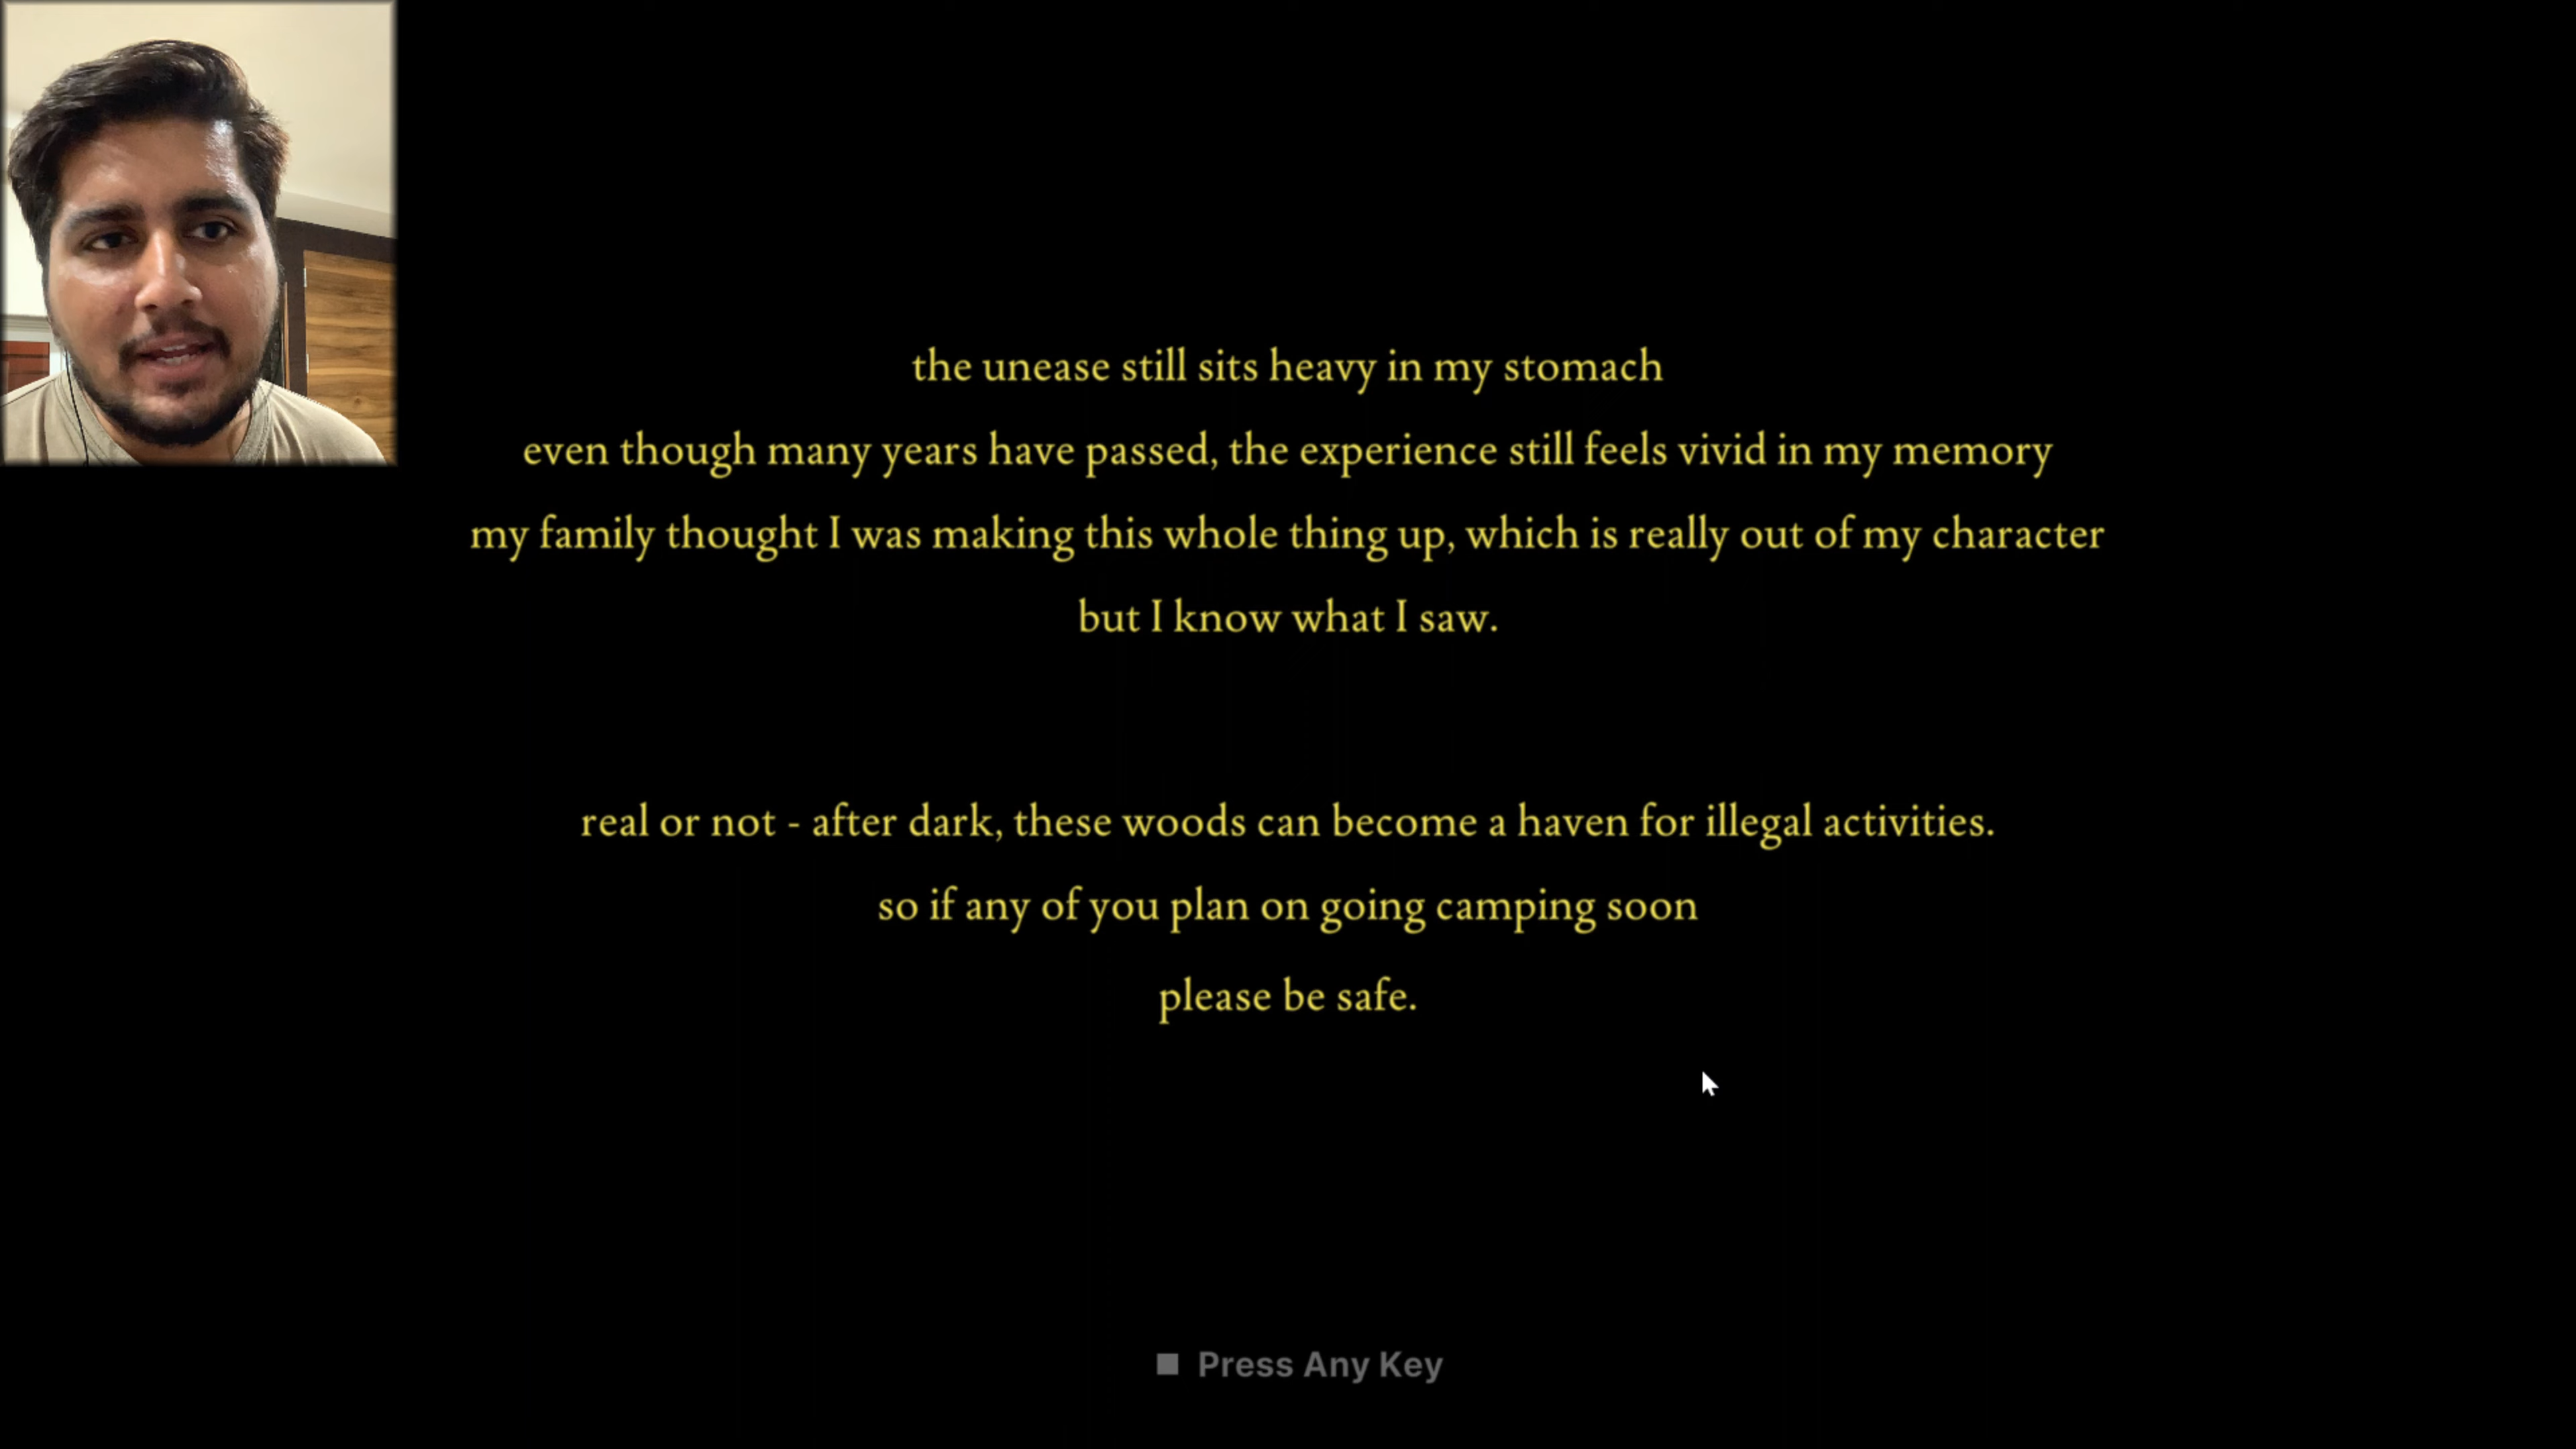 the unease still sits heavy in my stomach
even though many years have passed, the experience still feels vivid in my memory
my family thought I was making this whole thing up, which is really out of my character
but I know what I saw.
real or not - after dark, these woods can become a haven for illegal activities.
so if any of you plan on going camping soon
please be safe.
Press Any Key